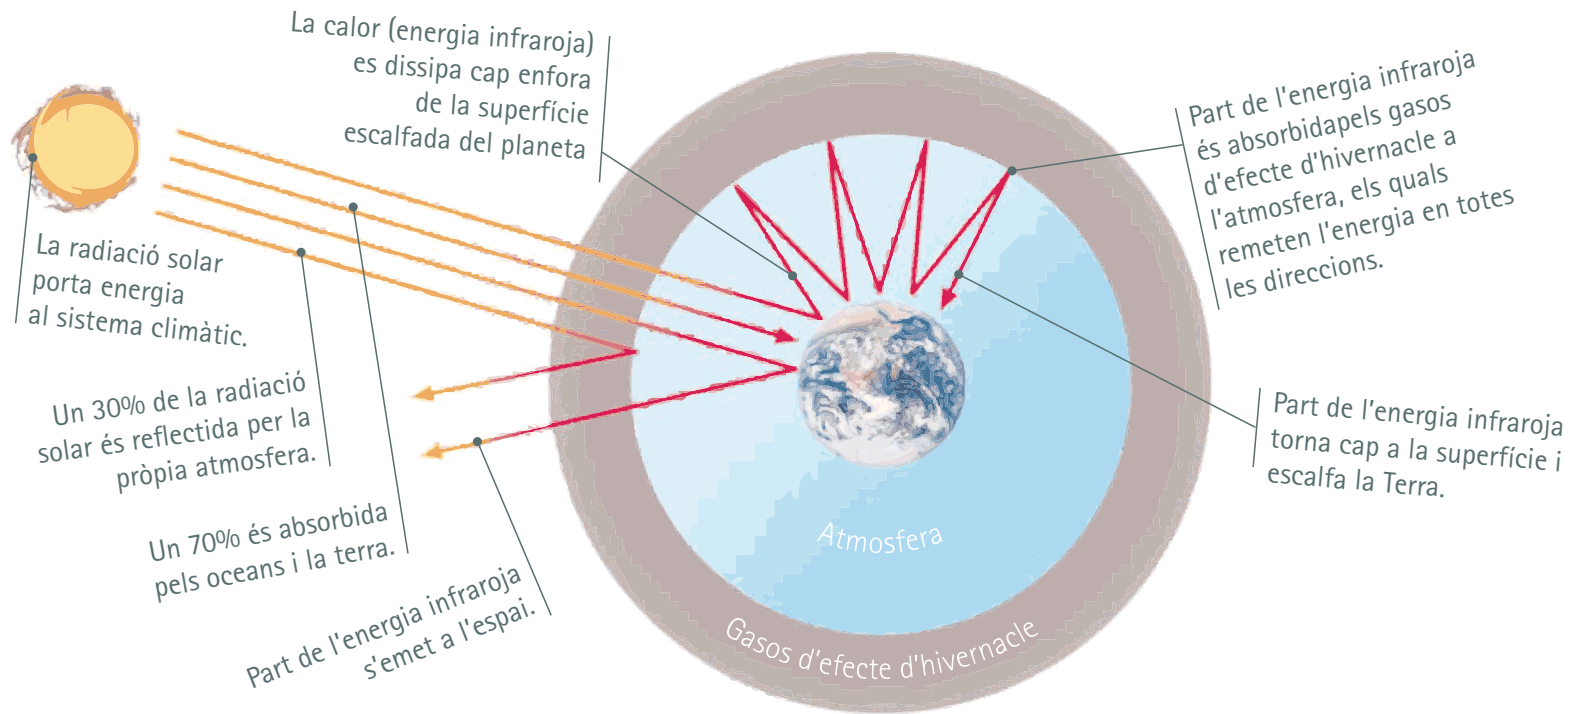 La calor (energia infraroja)
es dissipa cap enfora
de la superfície
escalfada del planeta
Part de l'energia infraroja
és absorbidapels gasos
d'efecte d'hivernacle a
l'atmosfera, els quals
remeten l'energia en totes
les direccions.
La radiació solar
porta energia
al sistema climàtic.
Un 30% de la radiació
solar és reflectida per la
pròpia atmosfera.
Un 70% és absorbida
pels oceans i la terra.
Part de l'energia infraroja
s'emet a l'espai.
Part de l'energia infraroja
torna cap a la superfície i
escalfa la Terra.
Atmosfera
Gasos d'efecte d'hivernacle